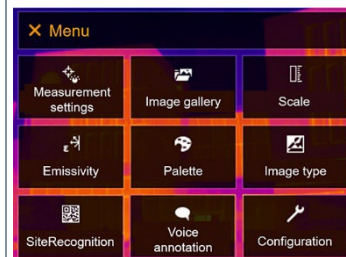 × Menu
Measurement
settings
Image gallery
Scale
Emissivity
Palette
Image type
SiteRecognition
Voice
annotation
Configuration